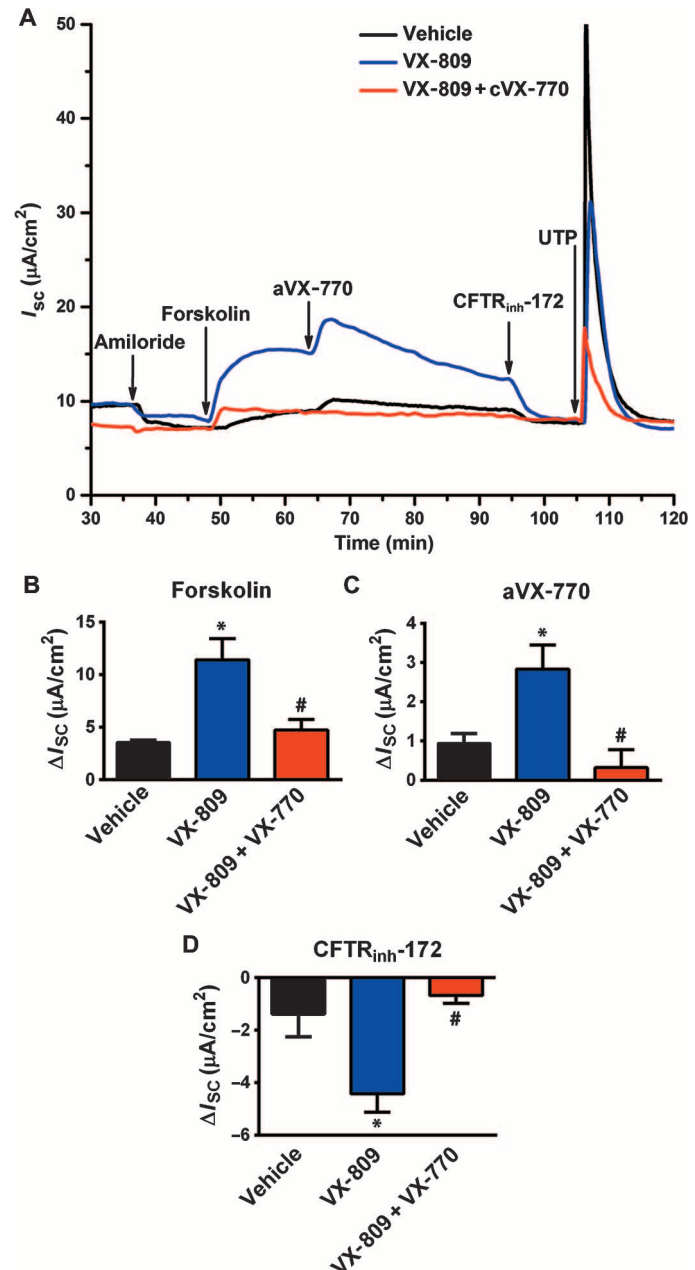 A
50
40
30
20
10
0
I_SC (μA/cm²)
Vehicle
VX-809
VX-809 + cVX-770
Amiloride
Forskolin
aVX-770
CFTR_inh-172
UTP
30 40 50 60 70 80 90 100 110 120
Time (min)
B
Forskolin
15
10
5
0
ΔI_SC (μA/cm²)
*
#
Vehicle
VX-809
VX-809 + VX-770
C
aVX-770
4
3
2
1
0
ΔI_SC (μA/cm²)
*
#
Vehicle
VX-809
VX-809 + VX-770
D
CFTR_inh-172
0
−2
−4
−6
ΔI_SC (μA/cm²)
*
#
Vehicle
VX-809
VX-809 + VX-770